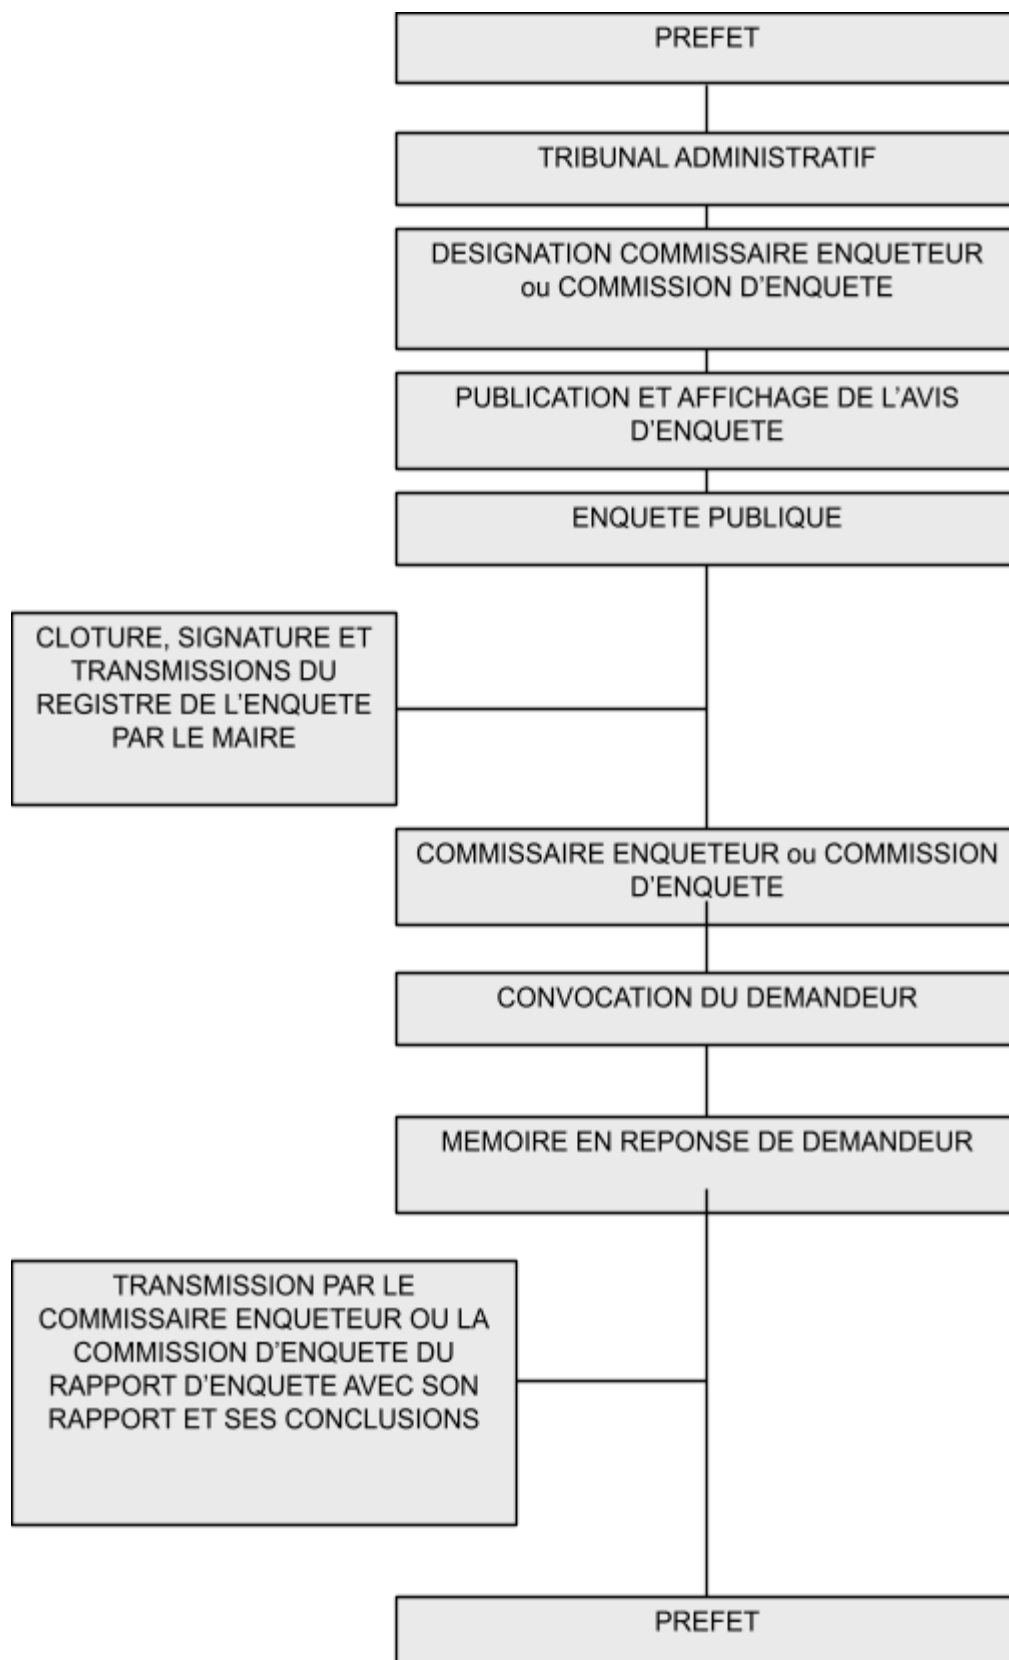 PREFET
TRIBUNAL ADMINISTRATIF
DESIGNATION COMMISSAIRE ENQUETEUR
ou COMMISSION D'ENQUETE
PUBLICATION ET AFFICHAGE DE L'AVIS
D'ENQUETE
ENQUETE PUBLIQUE
CLOTURE, SIGNATURE ET
TRANSMISSIONS DU
REGISTRE DE L'ENQUETE
PAR LE MAIRE
COMMISSAIRE ENQUETEUR ou COMMISSION
D'ENQUETE
CONVOCATION DU DEMANDEUR
MEMOIRE EN REPONSE DE DEMANDEUR
TRANSMISSION PAR LE
COMMISSAIRE ENQUETEUR OU LA
COMMISSION D'ENQUETE DU
RAPPORT D'ENQUETE AVEC SON
RAPPORT ET SES CONCLUSIONS
PREFET